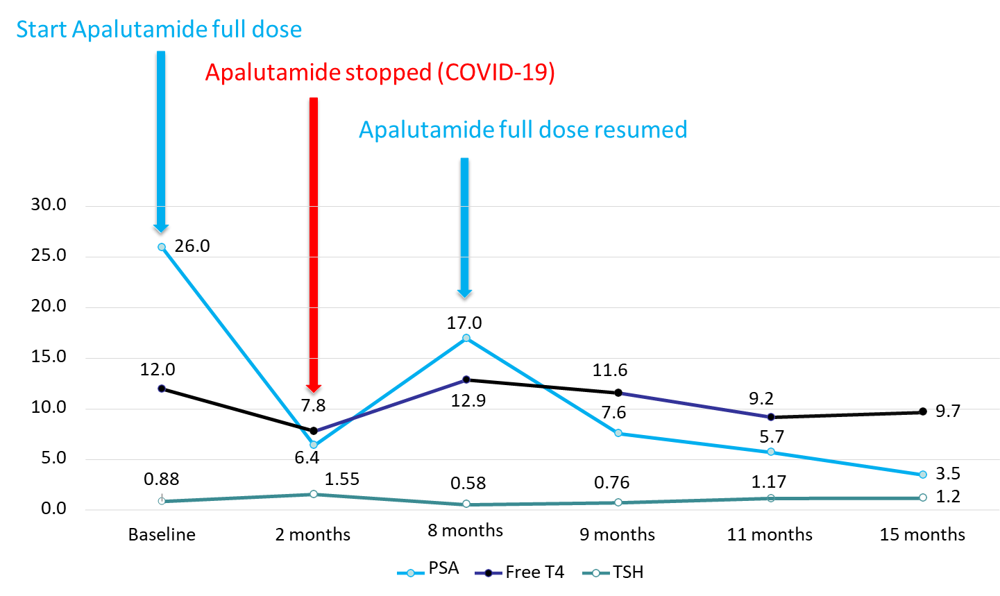 Start Apalutamide full dose
Apalutamide stopped (COVID-19)
Apalutamide full dose resumed
30.0
25.0
20.0
15.0
10.0
5.0
0.0
26.0
6.4
17.0
7.6
5.7
3.5
12.0
7.8
12.9
11.6
9.2
9.7
0.88
1.55
0.58
0.76
1.17
1.2
Baseline
2 months
8 months
9 months
11 months
15 months
PSA
Free T4
TSH